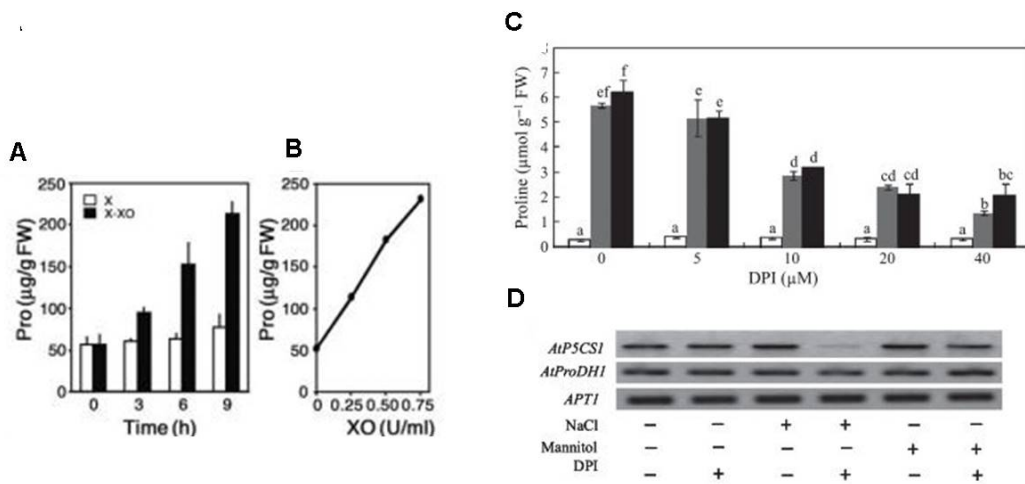 A
B
250
200
150
100
50
0
Pro (μg/g FW)
X
X-XO
0 3 6 9
Time (h)
250
200
150
100
50
0
Pro (μg/g FW)
0 0.25 0.50 0.75
XO (U/ml)
C
7
6
5
4
3
2
1
0
Proline (μmol g⁻¹ FW)
a ef f
a e e
a d d
a cd cd
a b bc
0 5 10 20 40
DPI (μM)
D
AtP5CS1
AtProDH1
APT1
NaCl − − + + − −
Mannitol − − − − + +
DPI − + − + − +